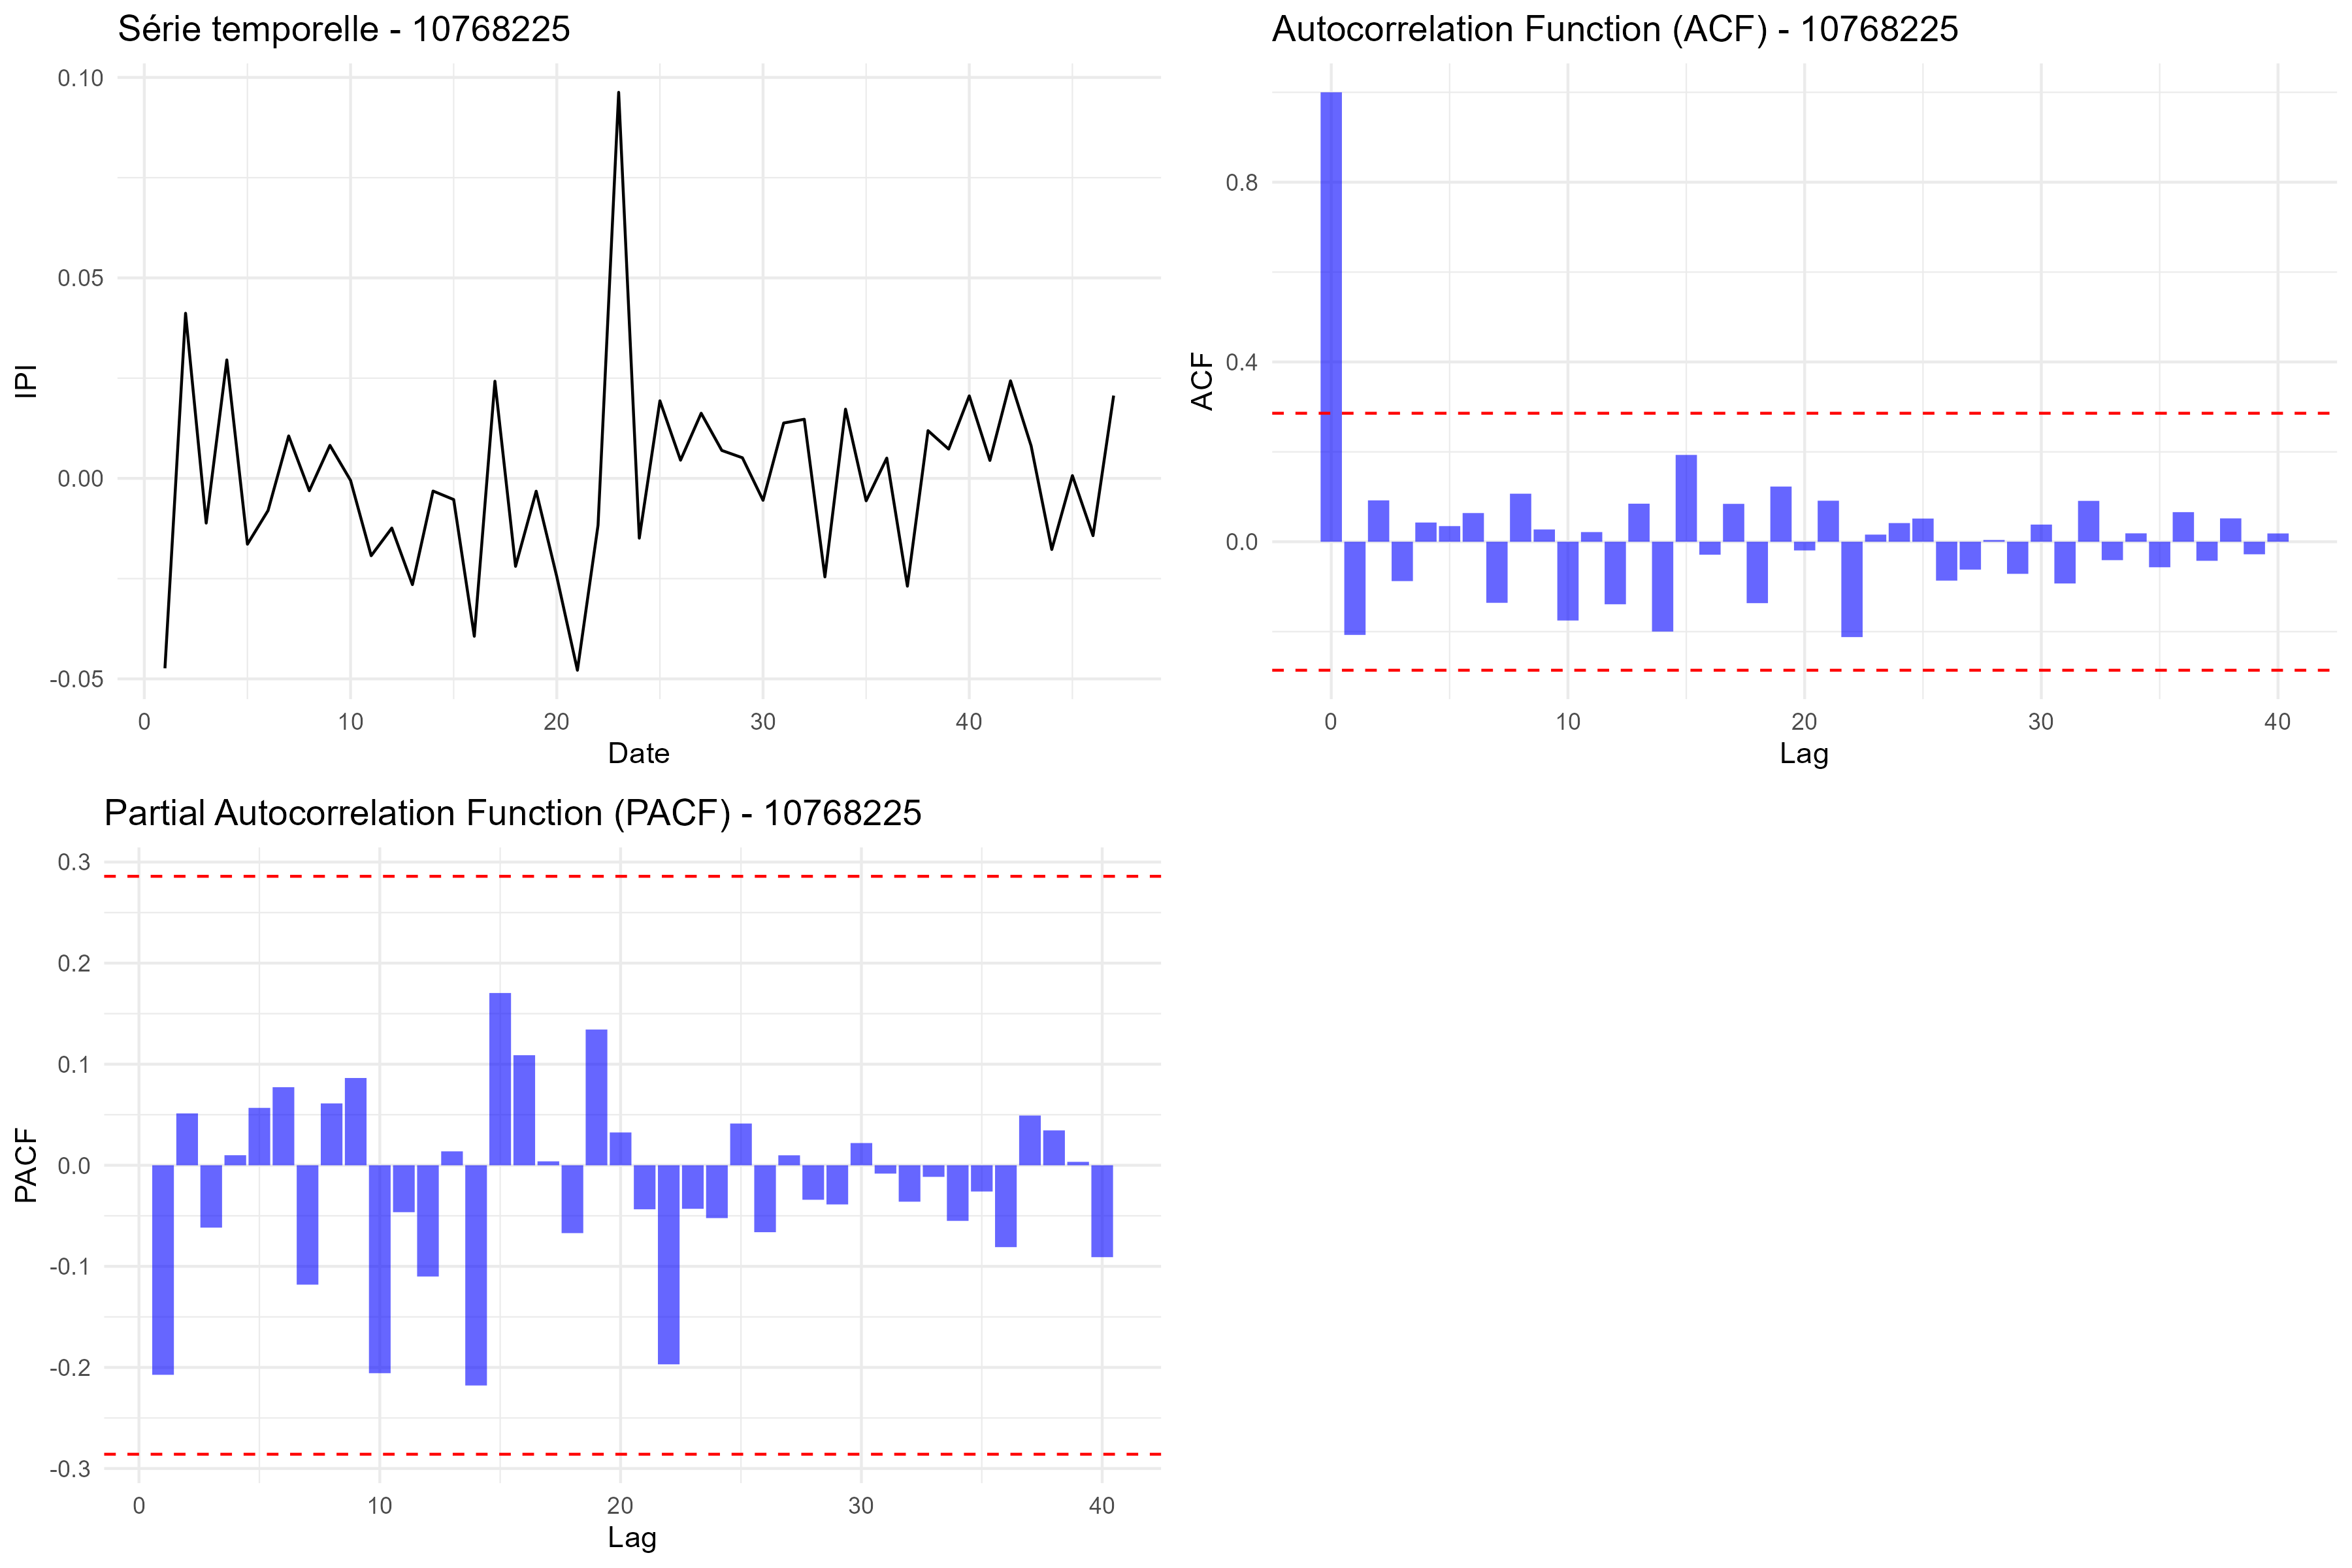 Série temporelle - 10768225
0.10
0.05
0.00
-0.05
IPI
0 10 20 30 40
Date
Autocorrelation Function (ACF) - 10768225
0.8
0.4
0.0
ACF
0 10 20 30 40
Lag
Partial Autocorrelation Function (PACF) - 10768225
0.3
0.2
0.1
0.0
-0.1
-0.2
-0.3
PACF
0 10 20 30 40
Lag